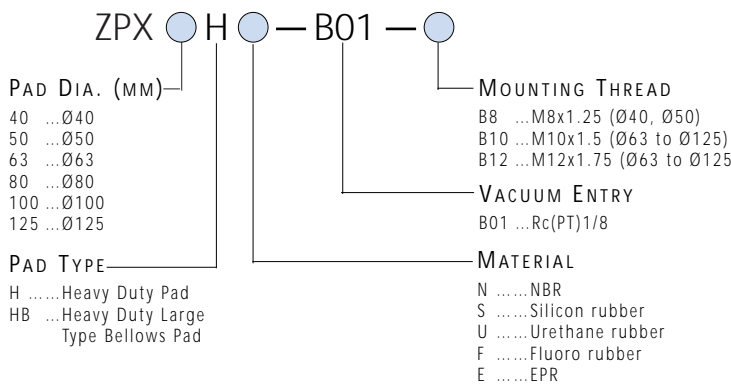 ZPX H — B01 —
PAD DIA. (MM)
40 ...Ø40
50 ...Ø50
63 ...Ø63
80 ...Ø80
100 ...Ø100
125 ...Ø125
PAD TYPE
H ......Heavy Duty Pad
HB ...Heavy Duty Large
Type Bellows Pad
MOUNTING THREAD
B8 ...M8x1.25 (Ø40, Ø50)
B10 ...M10x1.5 (Ø63 to Ø125)
B12 ...M12x1.75 (Ø63 to Ø125
VACUUM ENTRY
B01 ...Rc(PT)1/8
MATERIAL
N ......NBR
S ......Silicon rubber
U ......Urethane rubber
F ......Fluoro rubber
E ......EPR